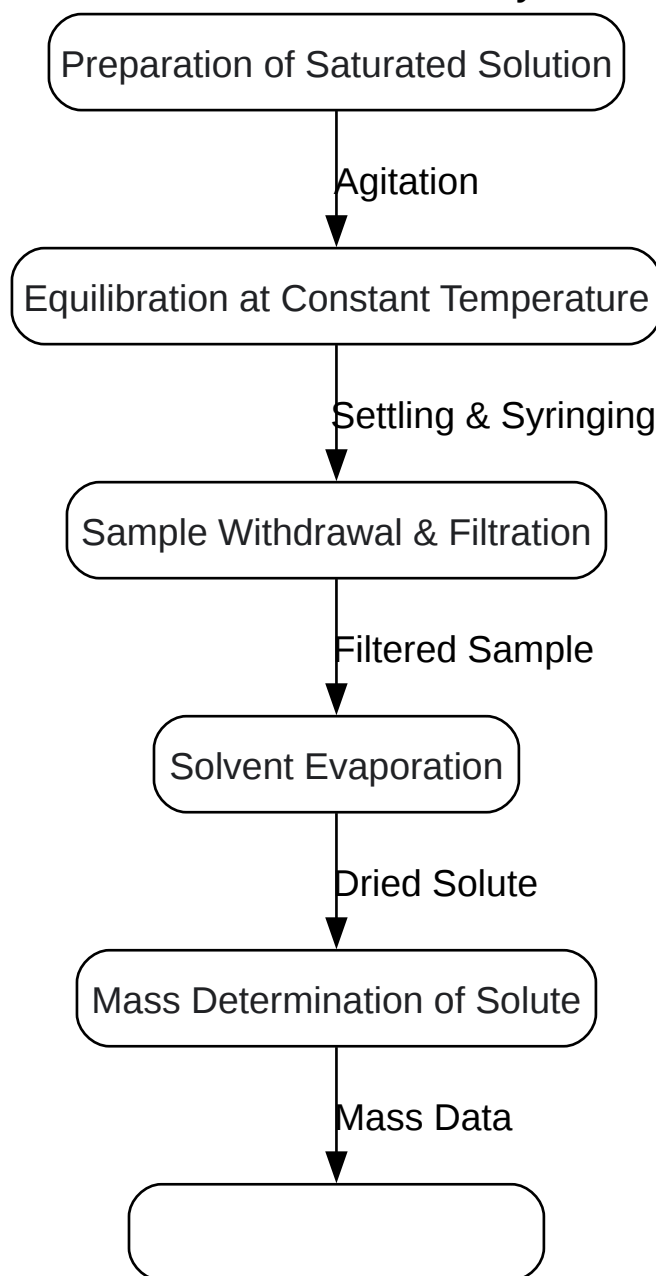 Preparation of Saturated Solution
Agitation
Equilibration at Constant Temperature
Settling & Syringing
Sample Withdrawal & Filtration
Filtered Sample
Solvent Evaporation
Dried Solute
Mass Determination of Solute
Mass Data